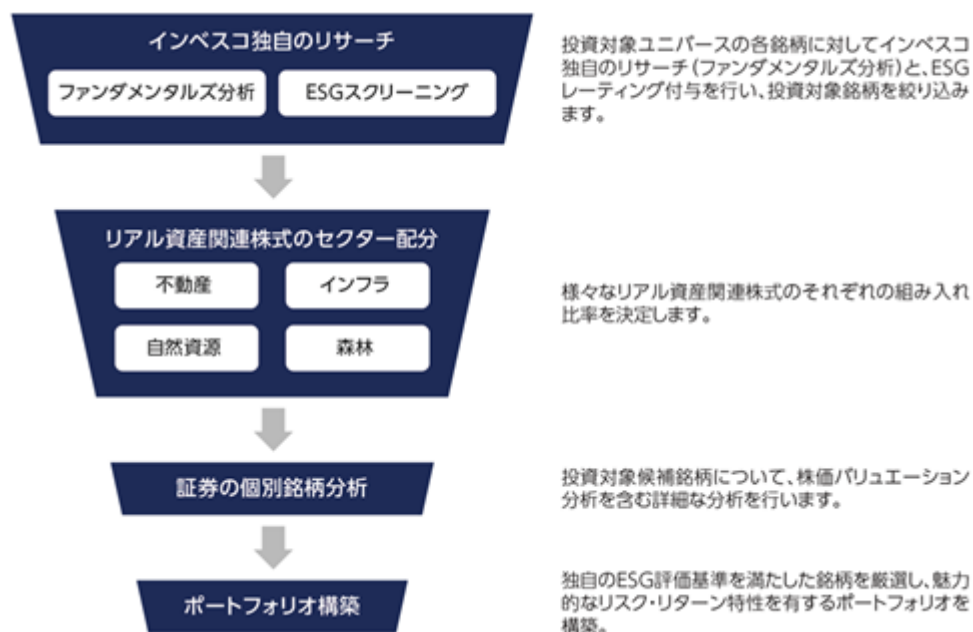 インベスコ独自のリサーチ
ファンダメンタルズ分析
ESGスクリーニング
投資対象ユニバースの各銘柄に対してインベスコ
独自のリサーチ（ファンダメンタルズ分析）と、ESG
レーティング付与を行い、投資対象銘柄を絞り込み
ます。
リアル資産関連株式のセクター配分
不動産
インフラ
自然資源
森林
様々なリアル資産関連株式のそれぞれの組み入れ
比率を決定します。
証券の個別銘柄分析
投資対象候補銘柄について、株価バリュエーション
分析を含む詳細な分析を行います。
ポートフォリオ構築
独自のESG評価基準を満たした銘柄を厳選し、魅力
的なリスク・リターン特性を有するポートフォリオを
構築。